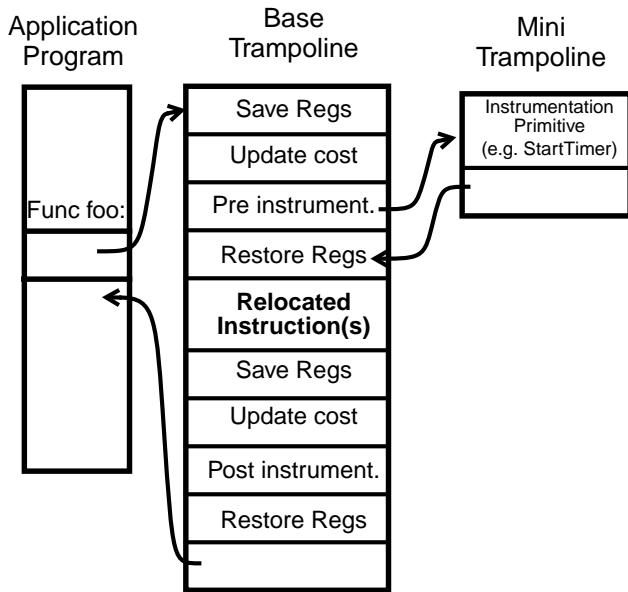 Application
Program
Base
Trampoline
Mini
Trampoline
Func foo:
Save Regs
Update cost
Pre instrument.
Restore Regs
Relocated
Instruction(s)
Save Regs
Update cost
Post instrument.
Restore Regs
Instrumentation
Primitive
(e.g. StartTimer)